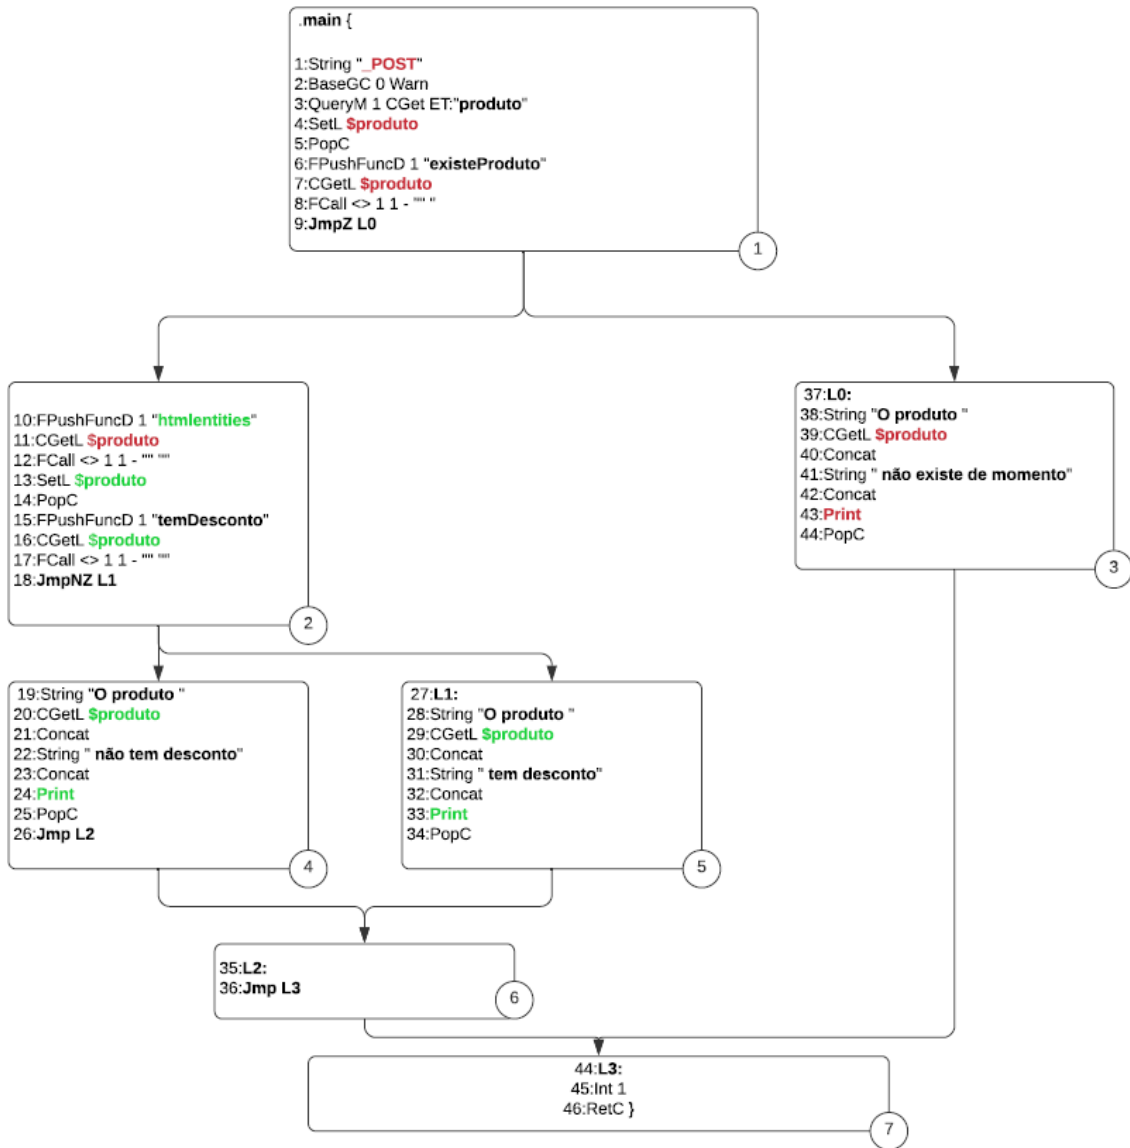 .main {
1:String "_POST"
2:BaseGC 0 Warn
3:QueryM 1 CGet ET:"produto"
4:SetL $produto
5:PopC
6:FPushFuncD 1 "existeProduto"
7:CGetL $produto
8:FCall <> 1 1 - "" "
9:JmpZ L0
1
10:FPushFuncD 1 "htmlentities"
11:CGetL $produto
12:FCall <> 1 1 - "" ""
13:SetL $produto
14:PopC
15:FPushFuncD 1 "temDesconto"
16:CGetL $produto
17:FCall <> 1 1 - "" ""
18:JmpNZ L1
2
37:L0:
38:String "O produto "
39:CGetL $produto
40:Concat
41:String " não existe de momento"
42:Concat
43:Print
44:PopC
3
19:String "O produto "
20:CGetL $produto
21:Concat
22:String " não tem desconto"
23:Concat
24:Print
25:PopC
26:Jmp L2
4
27:L1:
28:String "O produto "
29:CGetL $produto
30:Concat
31:String " tem desconto"
32:Concat
33:Print
34:PopC
5
35:L2:
36:Jmp L3
6
44:L3:
45:Int 1
46:RetC }
7